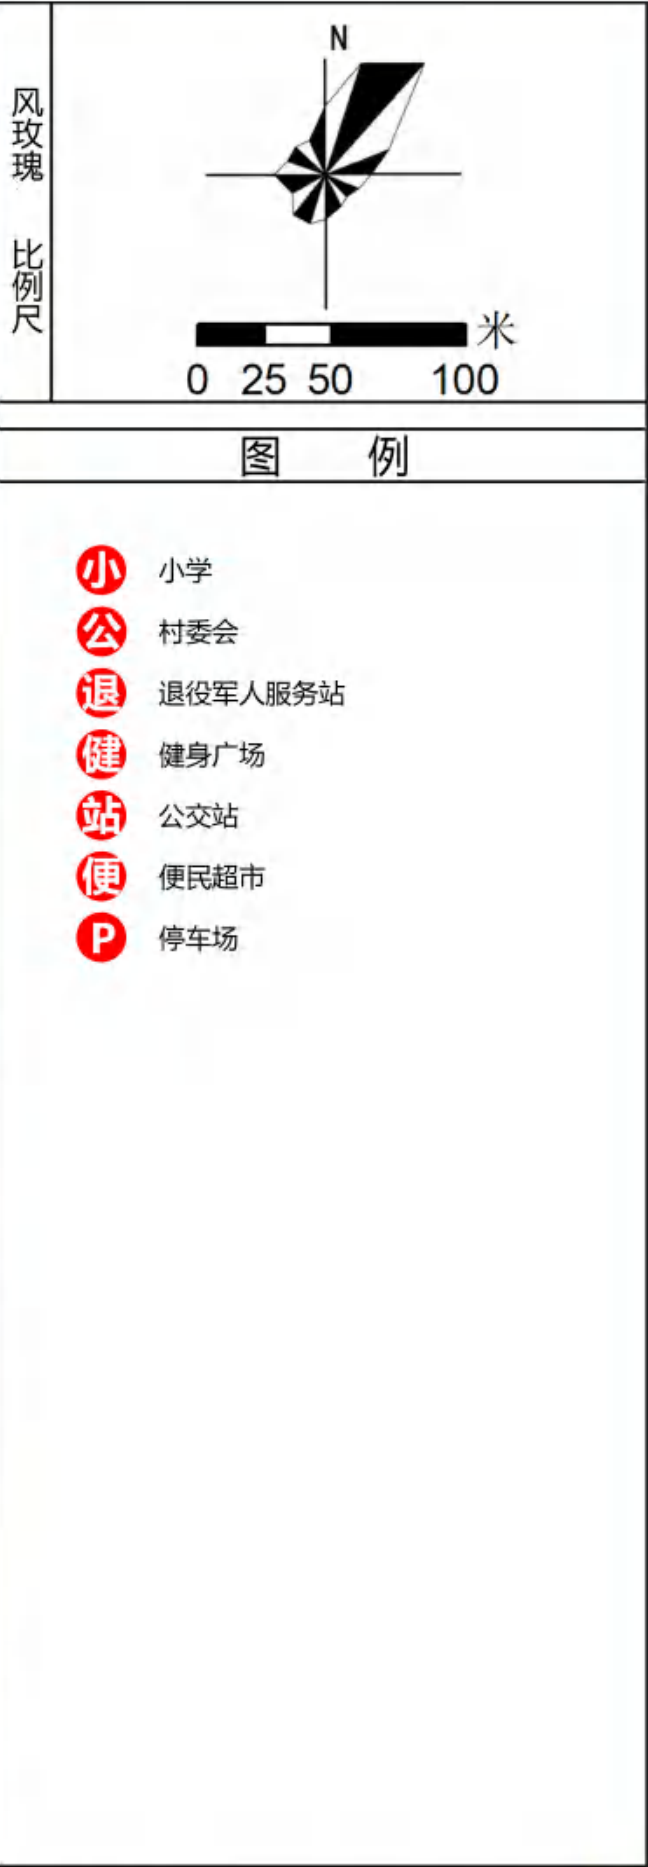 风玫瑰 比例尺
N
米
0 25 50 100
图 例
小 小学
公 村委会
退 退役军人服务站
健 健身广场
站 公交站
便 便民超市
P 停车场